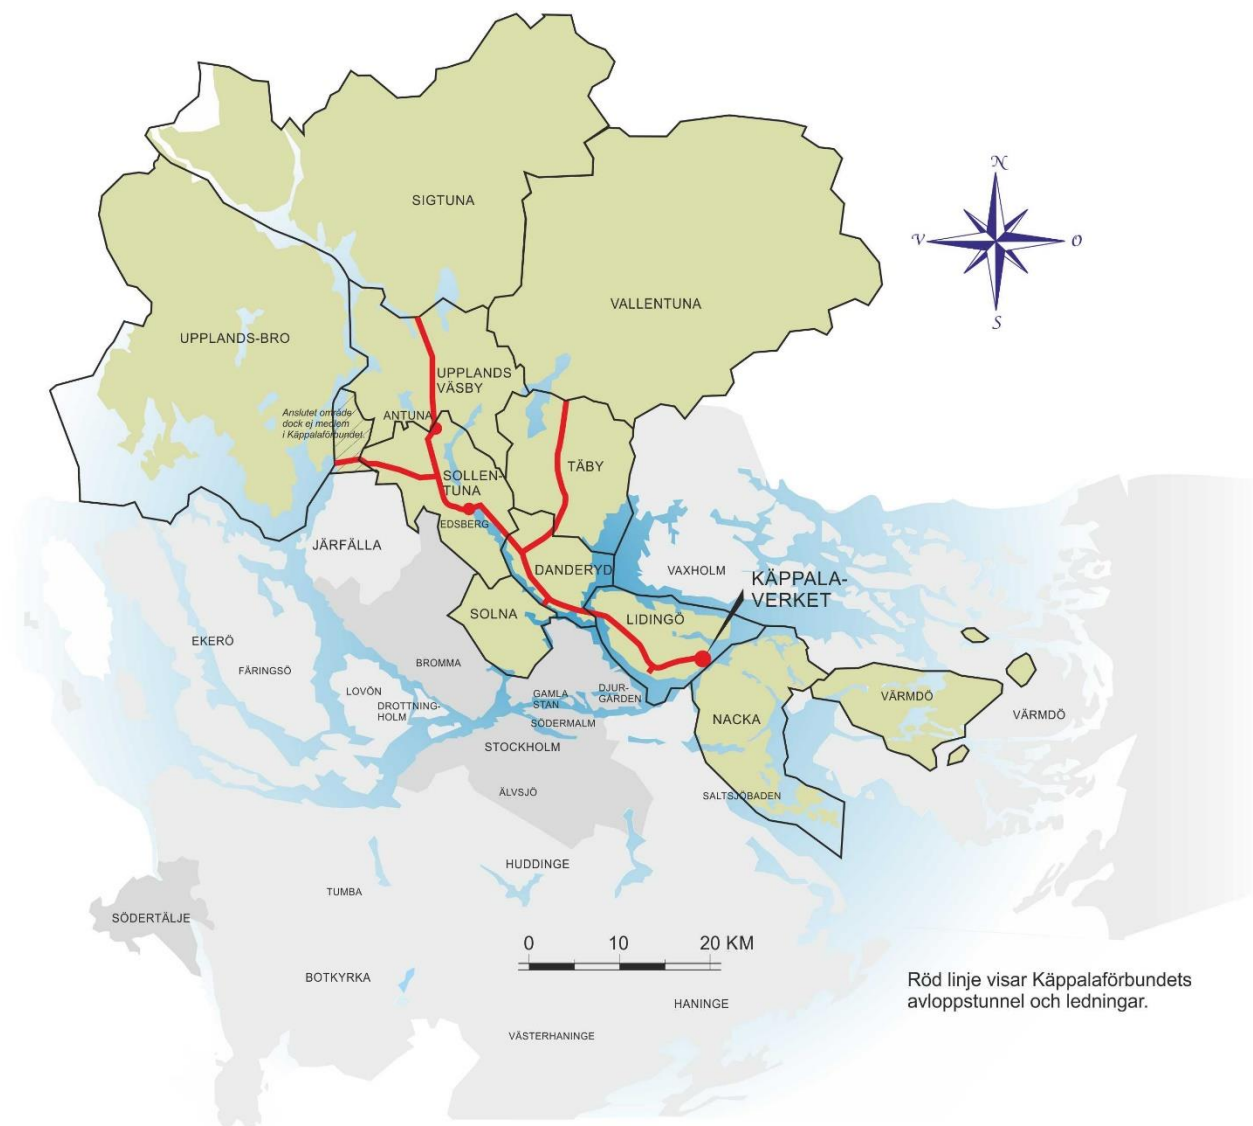 N
V
O
S
SIGTUNA
VALLENTUNA
UPPLANDS-BRO
UPPLANDS
VÄSBY
Anslutet område
dock ej medlem
i Käppalaförbundet.
ANTUNA
TÄBY
SOLLEN-
TUNA
EDSBERG
JÄRFÄLLA
DANDERYD
VAXHOLM
KÄPPALA-
VERKET
SOLNA
LIDINGÖ
EKERÖ
FÄRINGSÖ
BROMMA
LOVÖN
DROTTNING-
HOLM
GAMLA
STAN
DJUR-
GÅRDEN
SÖDERMALM
NACKA
VÄRMDÖ
VÄRMDÖ
STOCKHOLM
ÄLVSJÖ
SALTSJÖBADEN
HUDDINGE
TUMBA
SÖDERTÄLJE
0 10 20 KM
BOTKYRKA
HANINGE
VÄSTERHANINGE
Röd linje visar Käppalaförbundets
avloppstunnel och ledningar.